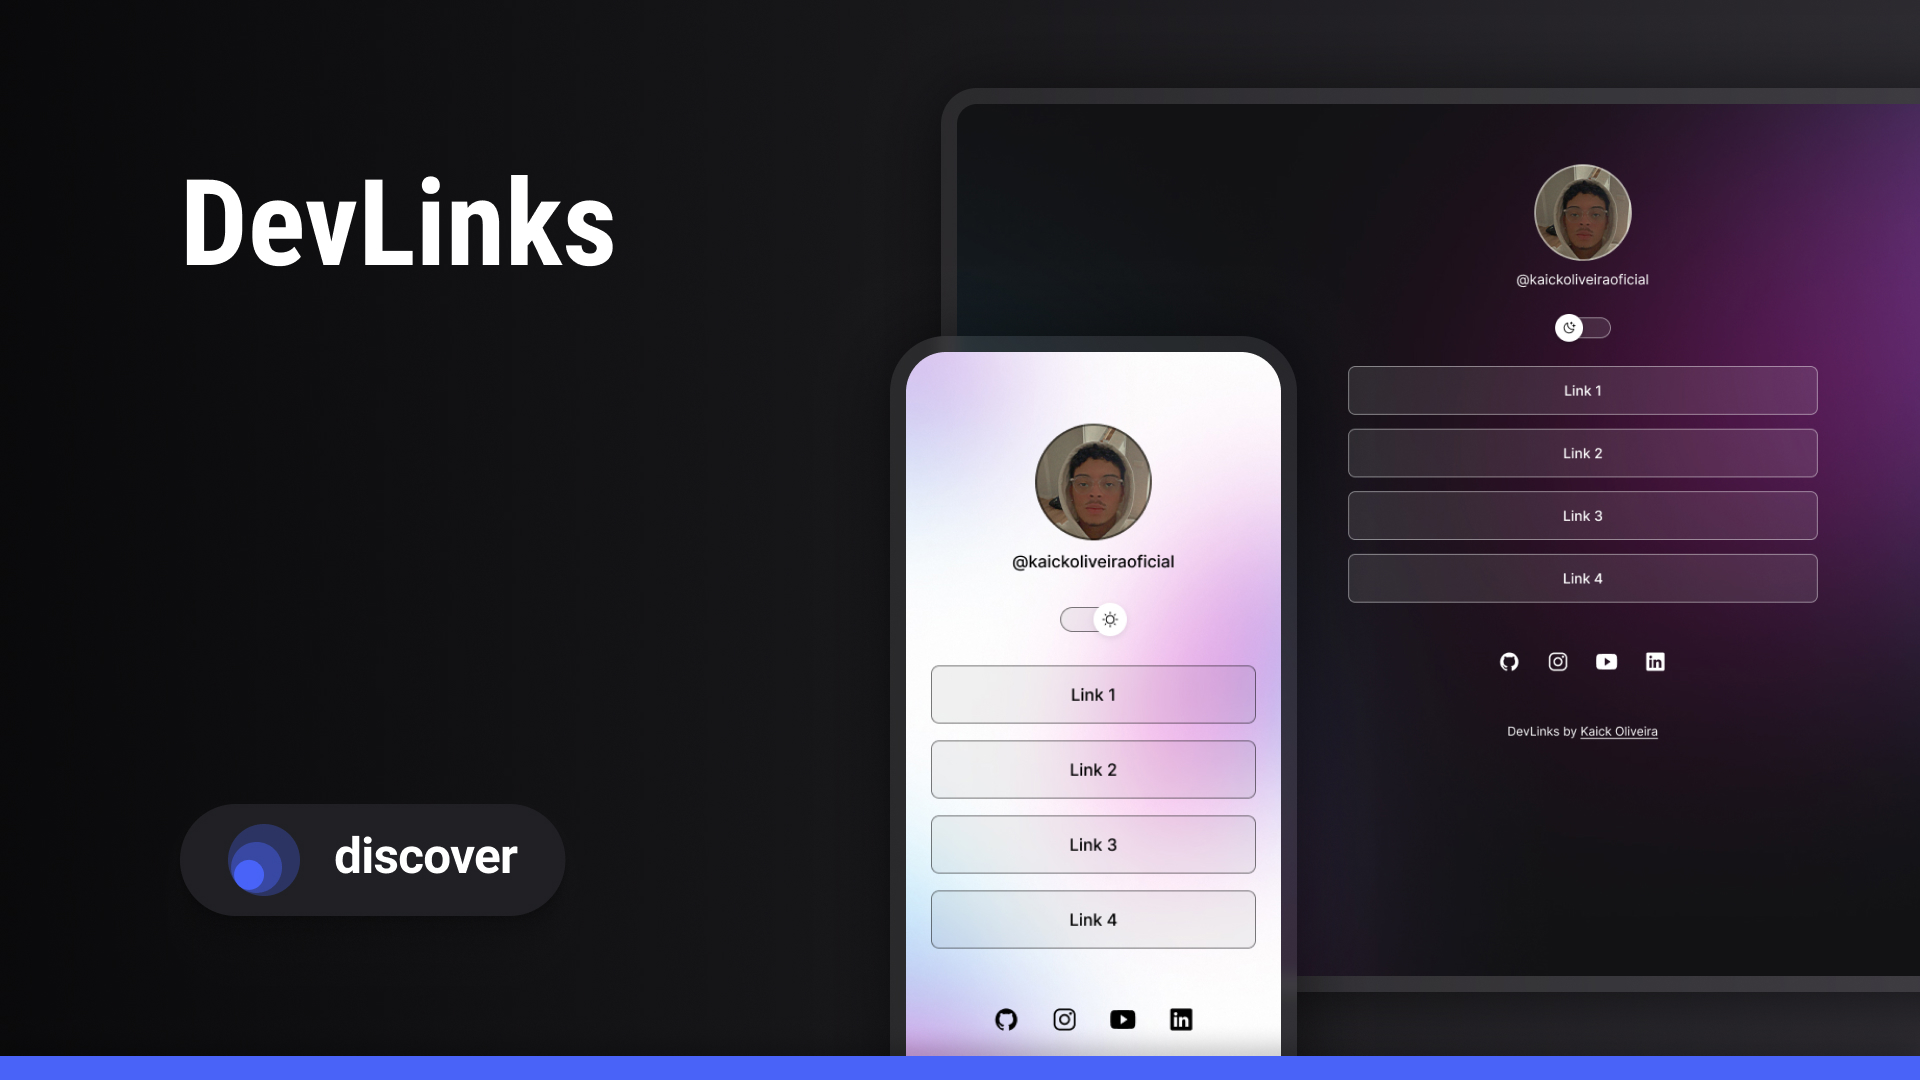 DevLinks
discover
@kaickoliveiraoficial
Link 1
Link 2
Link 3
Link 4
@kaickoliveiraoficial
Link 1
Link 2
Link 3
Link 4
DevLinks by Kaick Oliveira